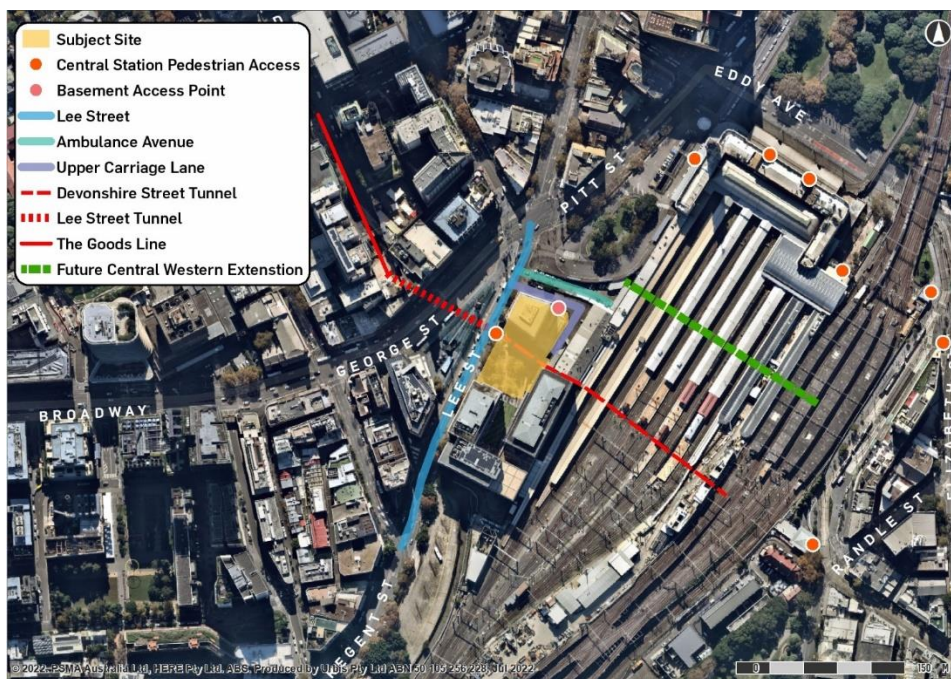 Subject Site
Central Station Pedestrian Access
Basement Access Point
Lee Street
Ambulance Avenue
Upper Carriage Lane
Devonshire Street Tunnel
Lee Street Tunnel
The Goods Line
Future Central Western Extenstion
EDDY AVE
PITT ST
GEORGE ST
LEE ST
BROADWAY
RANDLE ST
EGENT ST
© 2022. PSMA Australia Ltd, HERE Pty Ltd. ABS. Produced by Urbis Pty Ltd ABN 50 105 256 228, Jul 2022
0
150